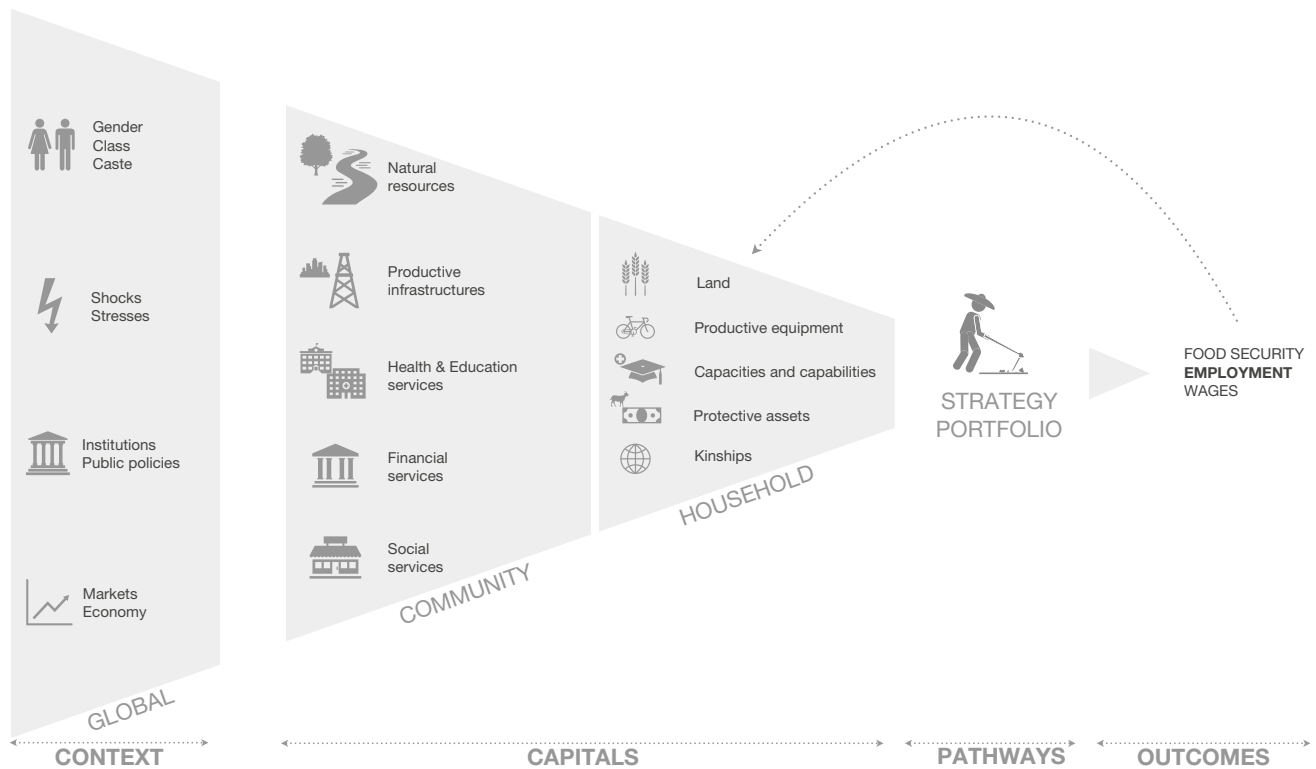 Gender
Class
Caste
Shocks
Stresses
Institutions
Public policies
Markets
Economy
GLOBAL
Natural
resources
Productive
infrastructures
Health & Education
services
Financial
services
Social
services
COMMUNITY
Land
Productive equipment
Capacities and capabilities
Protective assets
Kinships
HOUSEHOLD
STRATEGY
PORTFOLIO
FOOD SECURITY
EMPLOYMENT
WAGES
CONTEXT
CAPITALS
PATHWAYS
OUTCOMES